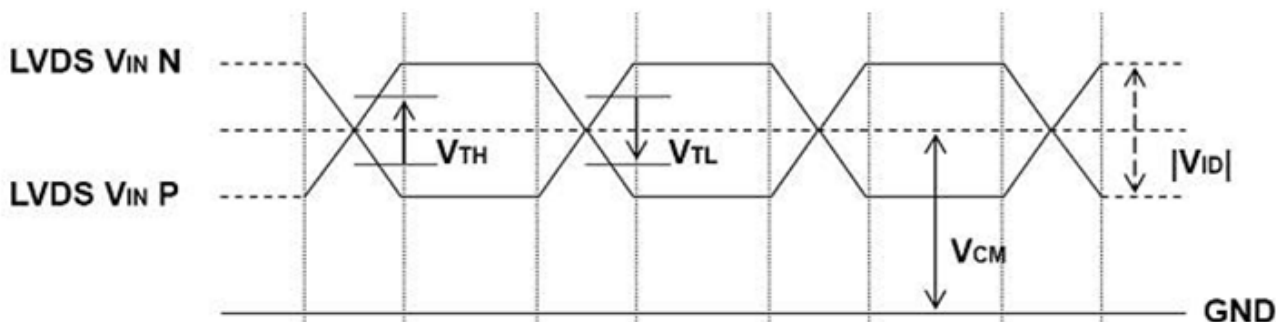 LVDS VIN N
VTH
VTL
|VID|
LVDS VIN P
VCM
GND